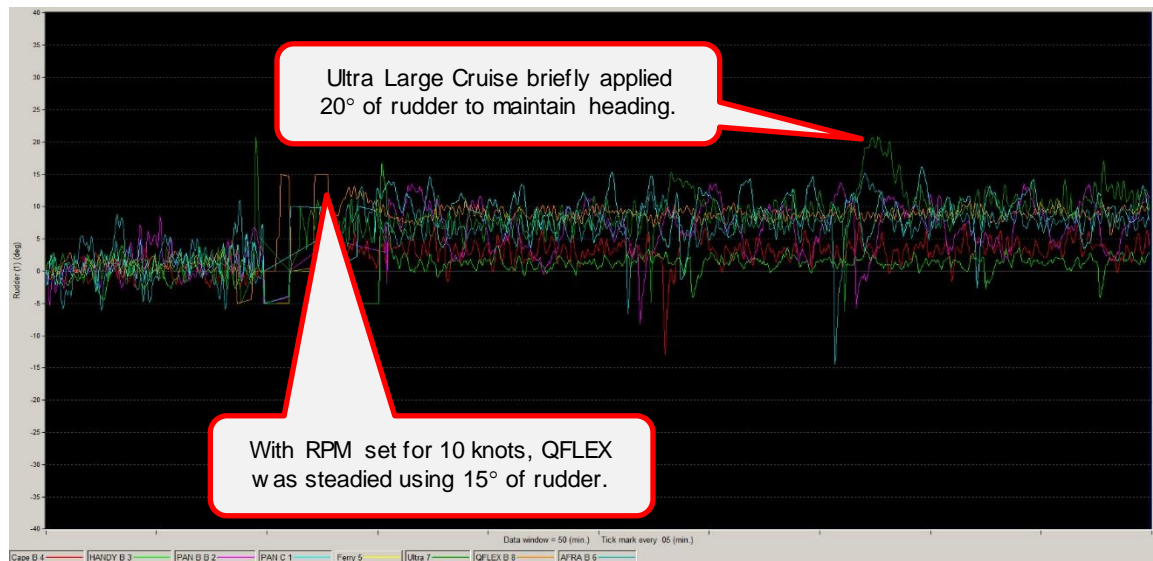 40
35
30
25
20
15
10
5
0
-5
-10
-15
-20
-25
-30
-35
-40
Rudder (1) (deg)
Ultra Large Cruise briefly applied
20° of rudder to maintain heading.
With RPM set for 10 knots, QFLEX
was steadied using 15° of rudder.
Data window = 50 (min.) Tick mark every 05 (min.)
Cape B 4 HANDY B 3 PAN B B 2 PAN C 1 Ferry 5 Ultra 7 QFLEX B 8 AFRA B 6